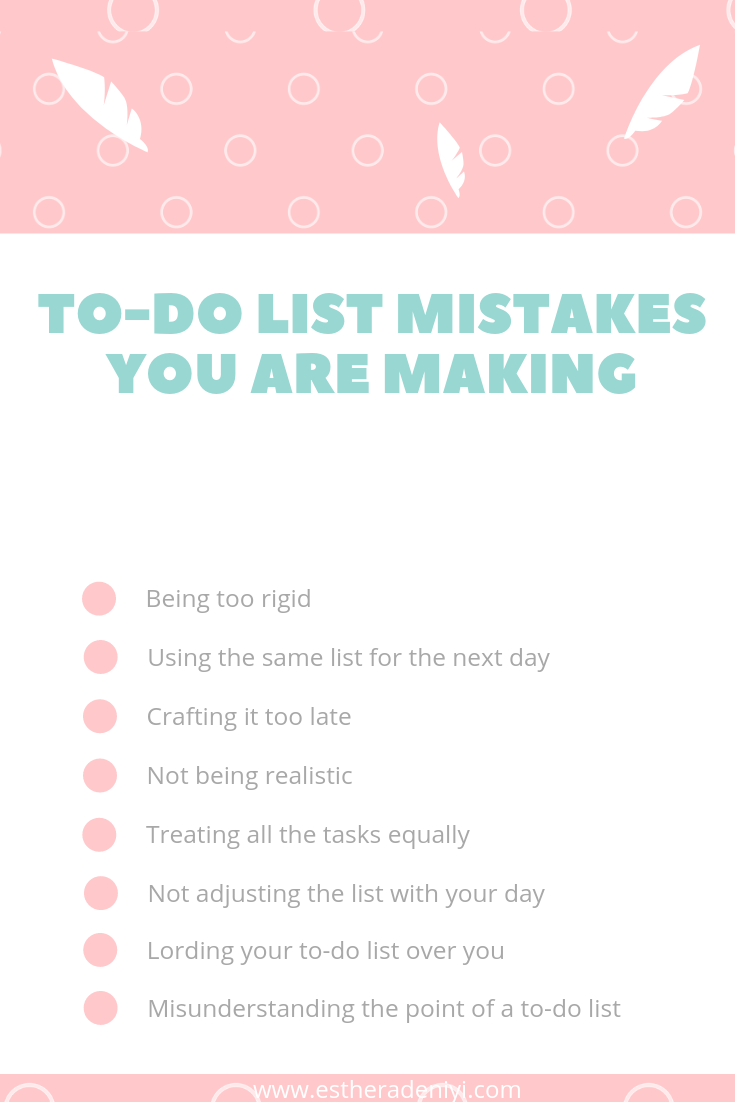 TO-DO LIST MISTAKES
YOU ARE MAKING
Being too rigid
Using the same list for the next day
Crafting it too late
Not being realistic
Treating all the tasks equally
Not adjusting the list with your day
Lording your to-do list over you
Misunderstanding the point of a to-do list
www.estheradeniyi.com